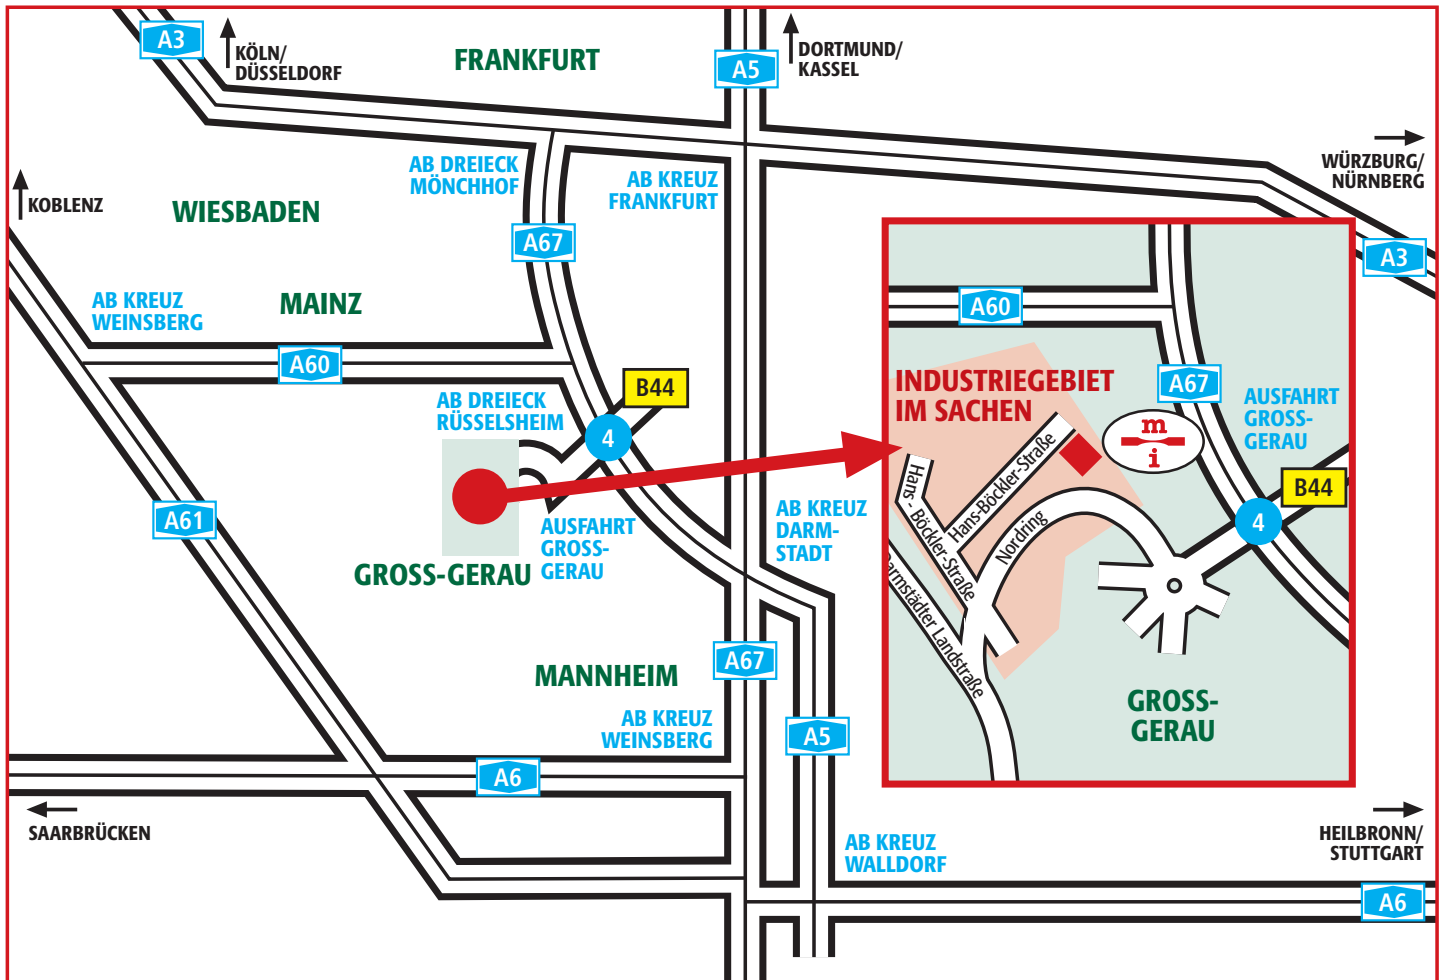 A3
KÖLN/
DÜSSELDORF
FRANKFURT
A5
DORTMUND/
KASSEL
WÜRZBURG/
NÜRNBERG
A3
KOBLENZ
WIESBADEN
AB DREIECK
MÖNCHHOF
AB KREUZ
FRANKFURT
A67
AB KREUZ
WEINSBERG
MAINZ
A60
AB DREIECK
RÜSSELSHEIM
B44
4
A61
AUSFAHRT
GROSS-
GERAU
GROSS-GERAU
AB KREUZ
DARM-
STADT
MANNHEIM
A67
AB KREUZ
WEINSBERG
A5
A6
SAARBRÜCKEN
AB KREUZ
WALLDORF
HEILBRONN/
STUTTGART
A6
A60
INDUSTRIEGEBIET
IM SACHEN
A67
AUSFAHRT
GROSS-
GERAU
m
i
B44
4
Hans-Böckler-Straße
Hans - Böckler-Straße
Nordring
Darmstädter Landstraße
GROSS-
GERAU